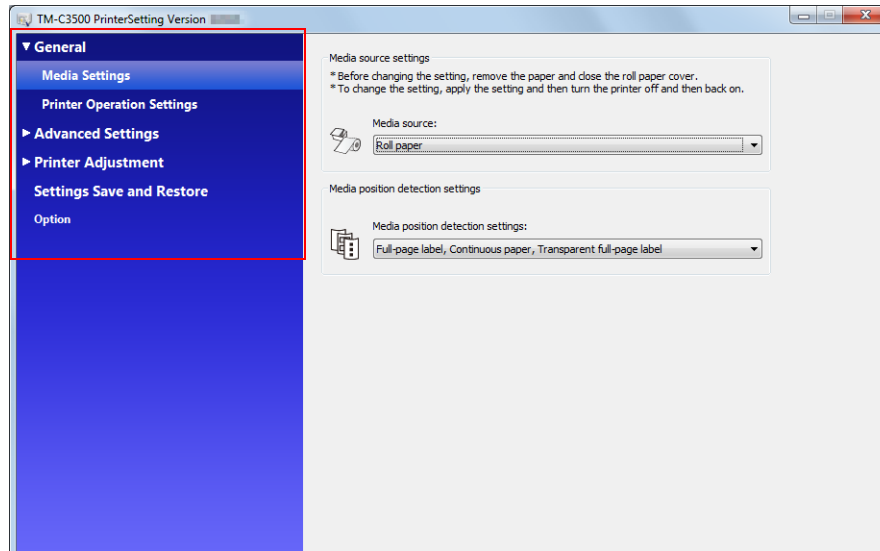 TM-C3500 PrinterSetting Version
▼ General
Media Settings
Printer Operation Settings
► Advanced Settings
► Printer Adjustment
Settings Save and Restore
Option
Media source settings
* Before changing the setting, remove the paper and close the roll paper cover.
* To change the setting, apply the setting and then turn the printer off and then back on.
Media source:
Roll paper
Media position detection settings
Media position detection settings:
Full-page label, Continuous paper, Transparent full-page label